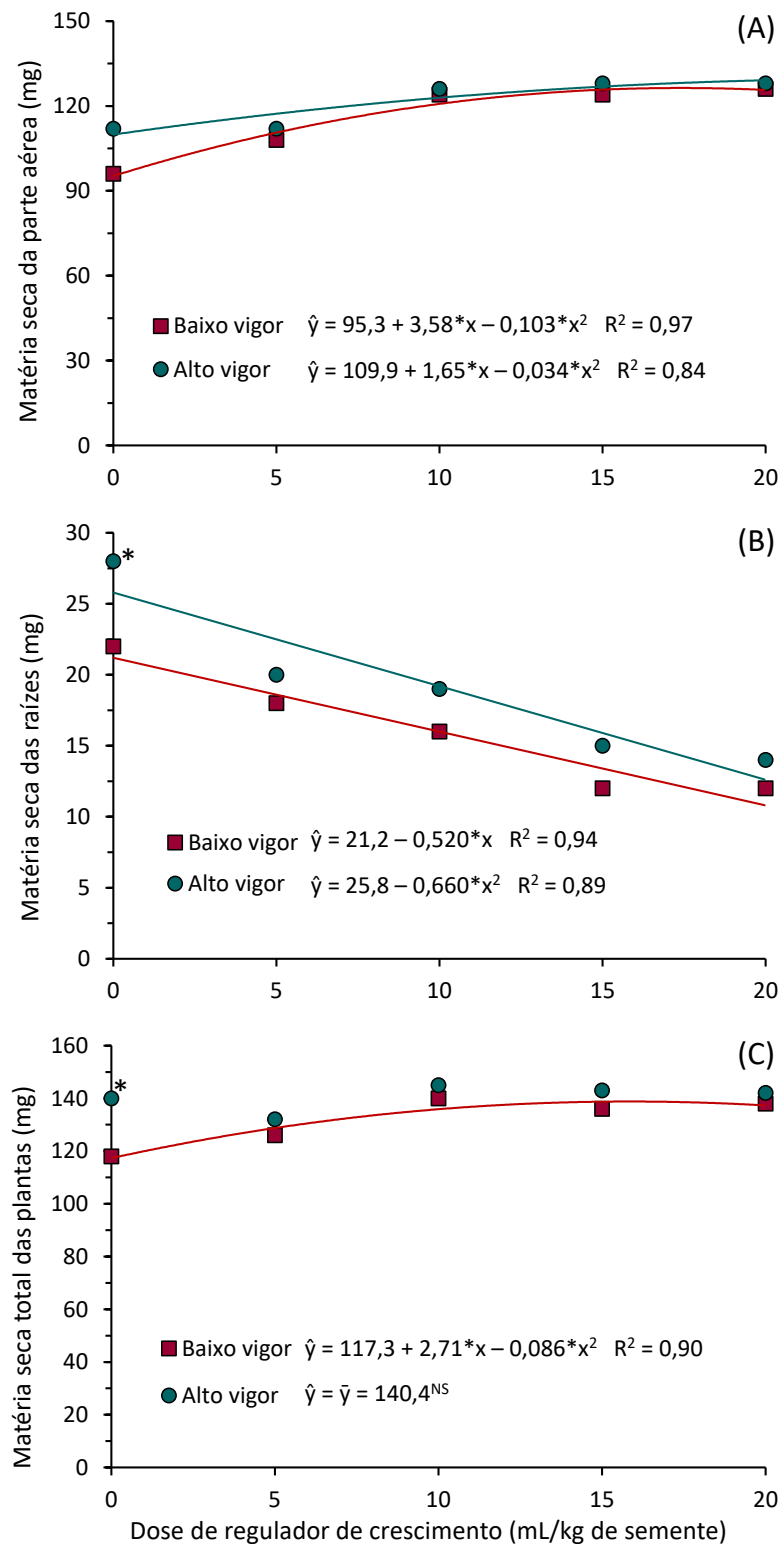 (A)
Matéria seca da parte aérea (mg)
150
120
90
60
30
0
Baixo vigor ŷ = 95,3 + 3,58*x – 0,103*x² R² = 0,97
Alto vigor ŷ = 109,9 + 1,65*x – 0,034*x² R² = 0,84
0 5 10 15 20
(B)
Matéria seca das raízes (mg)
30
25
20
15
10
5
0
*
Baixo vigor ŷ = 21,2 – 0,520*x R² = 0,94
Alto vigor ŷ = 25,8 – 0,660*x² R² = 0,89
0 5 10 15 20
(C)
Matéria seca total das plantas (mg)
160
140
120
100
80
60
40
20
0
*
Baixo vigor ŷ = 117,3 + 2,71*x – 0,086*x² R² = 0,90
Alto vigor ŷ = ȳ = 140,4ᴺˢ
0 5 10 15 20
Dose de regulador de crescimento (mL/kg de semente)